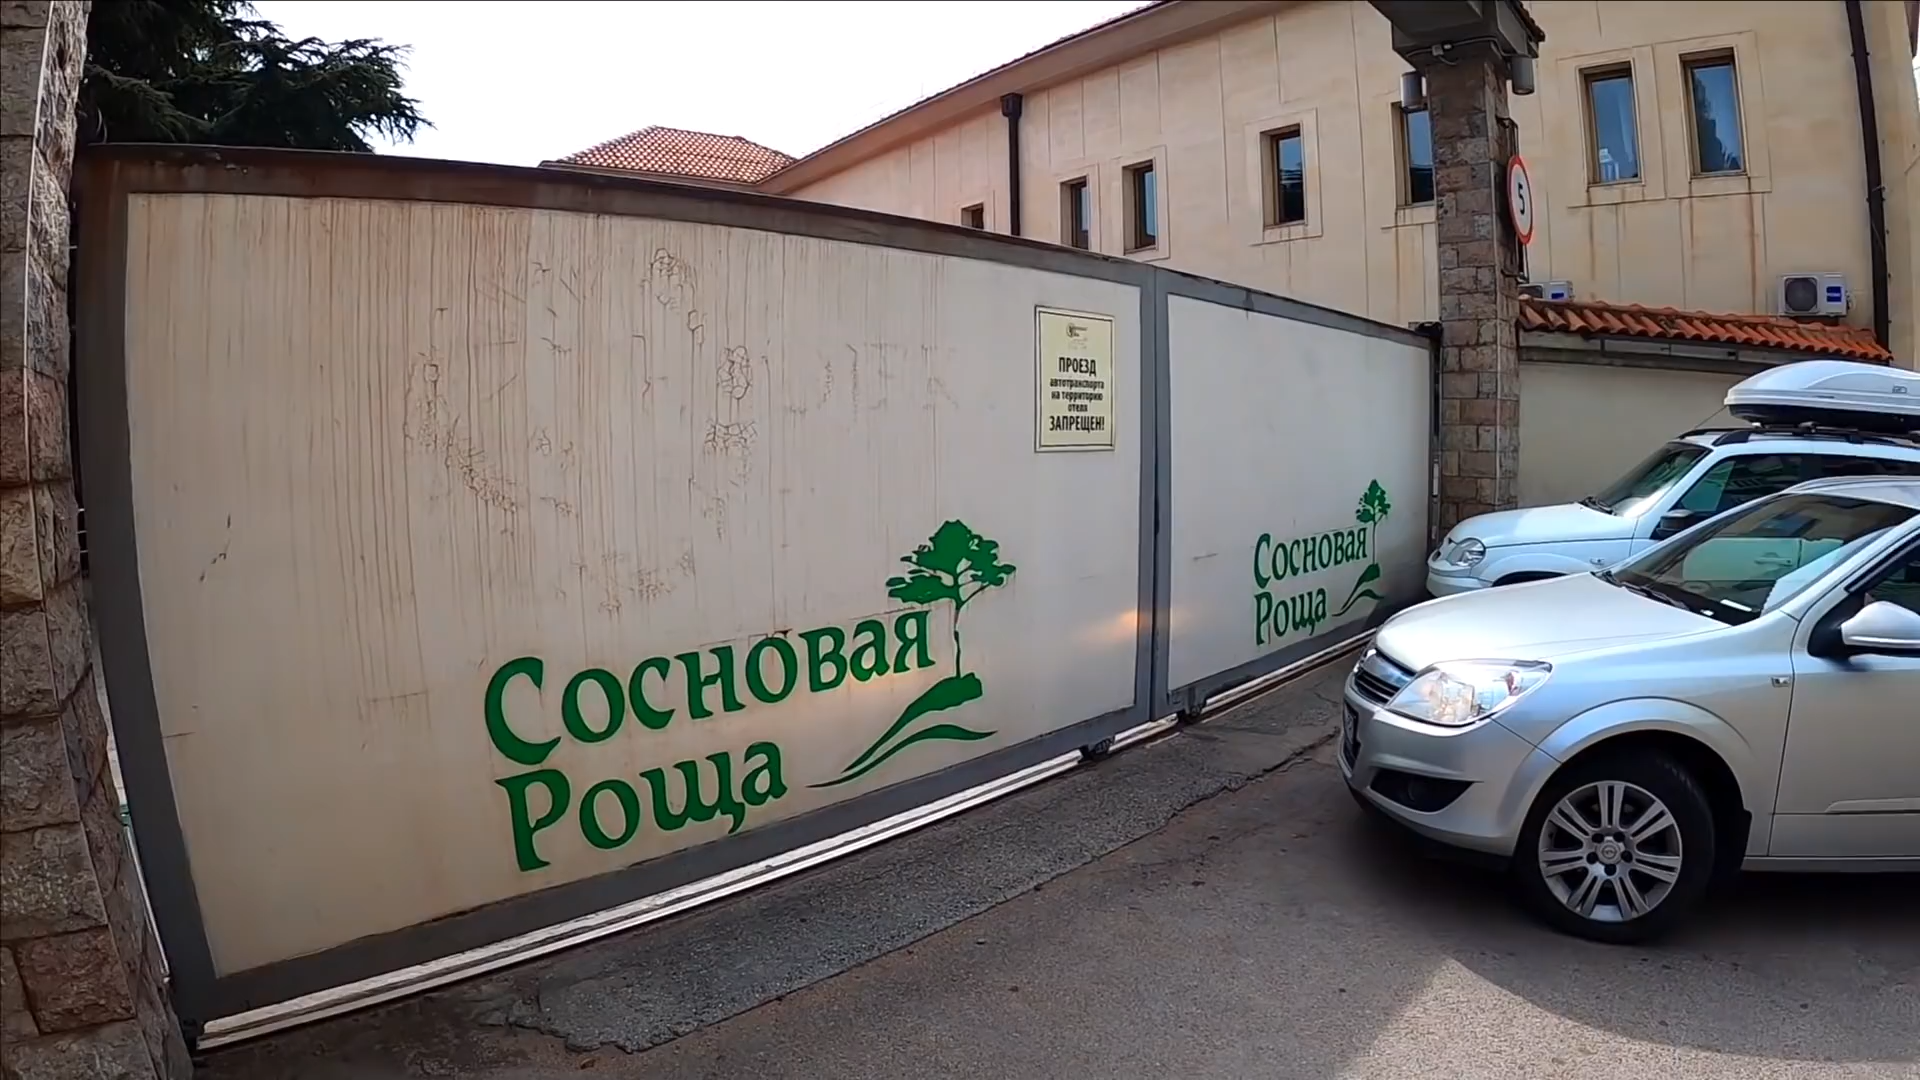 ПРОЕЗД
автотранспорта
на территорию
отеля
ЗАПРЕЩЕН!
Сосновая
Роща
Сосновая
Роща
5